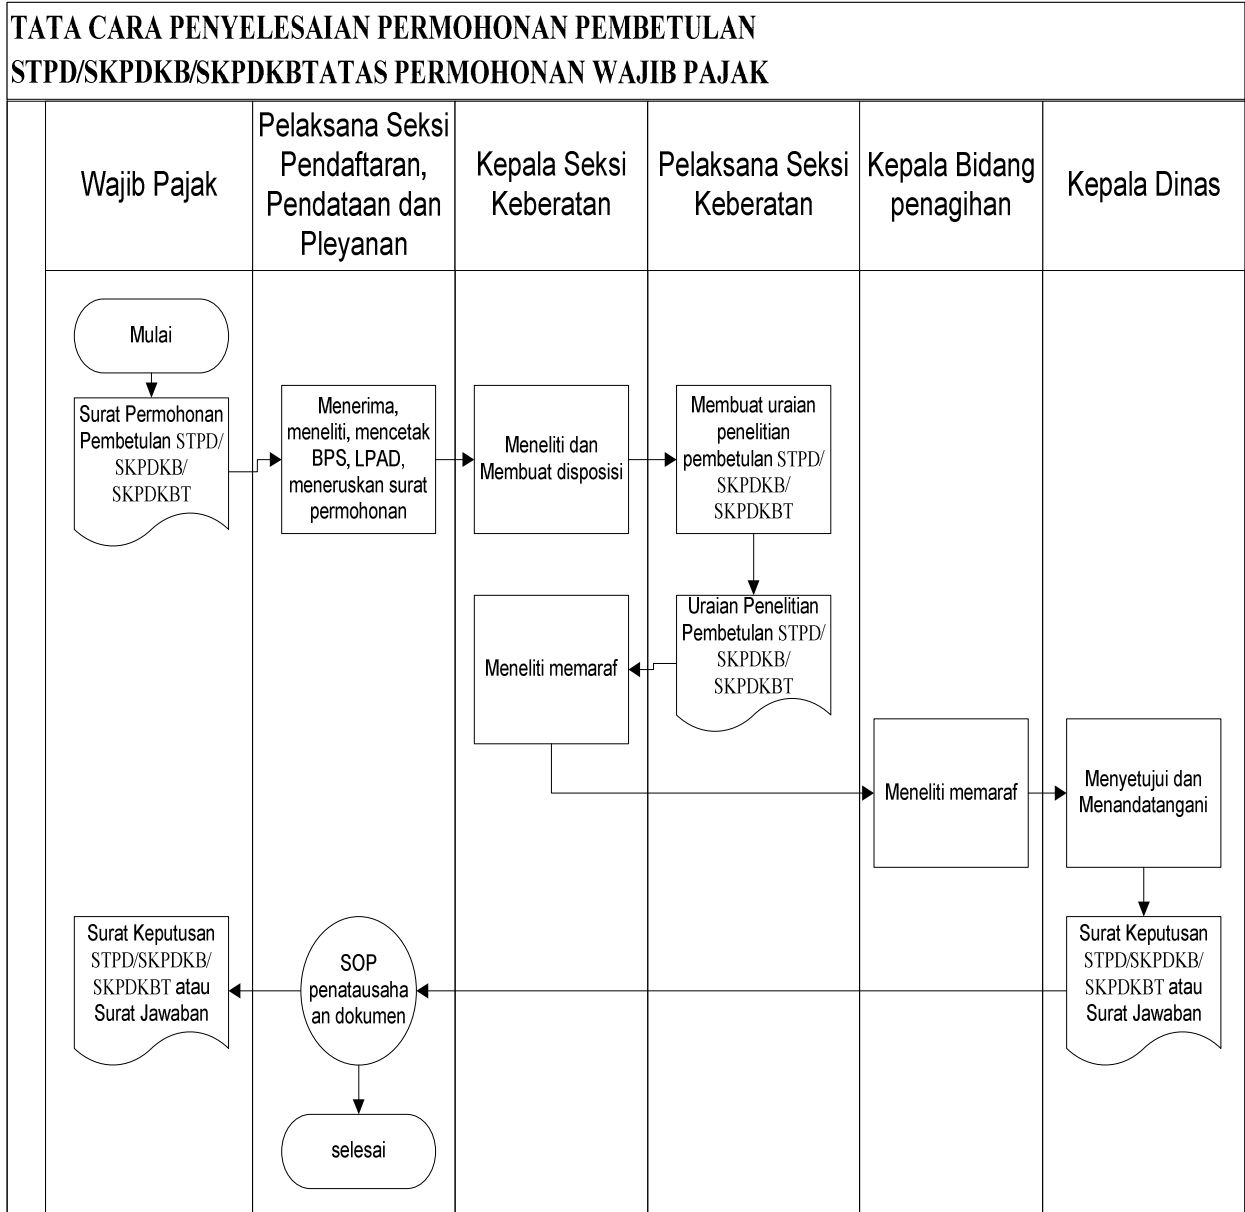 TATA CARA PENYELESAIAN PERMOHONAN PEMBETULAN
STPD/SKPDKB/SKPDKBTATAS PERMOHONAN WAJIB PAJAK
Wajib Pajak
Pelaksana Seksi
Pendaftaran,
Pendataan dan
Pleyanan
Kepala Seksi
Keberatan
Pelaksana Seksi
Keberatan
Kepala Bidang
penagihan
Kepala Dinas
Mulai
Surat Permohonan
Pembetulan STPD/
SKPDKB/
SKPDKBT
Menerima,
meneliti, mencetak
BPS, LPAD,
meneruskan surat
permohonan
Meneliti dan
Membuat disposisi
Membuat uraian
penelitian
pembetulan STPD/
SKPDKB/
SKPDKBT
Uraian Penelitian
Pembetulan STPD/
SKPDKB/
SKPDKBT
Meneliti memaraf
Meneliti memaraf
Menyetujui dan
Menandatangani
Surat Keputusan
STPD/SKPDKB/
SKPDKBT atau
Surat Jawaban
SOP
penatausaha
an dokumen
Surat Keputusan
STPD/SKPDKB/
SKPDKBT atau
Surat Jawaban
selesai